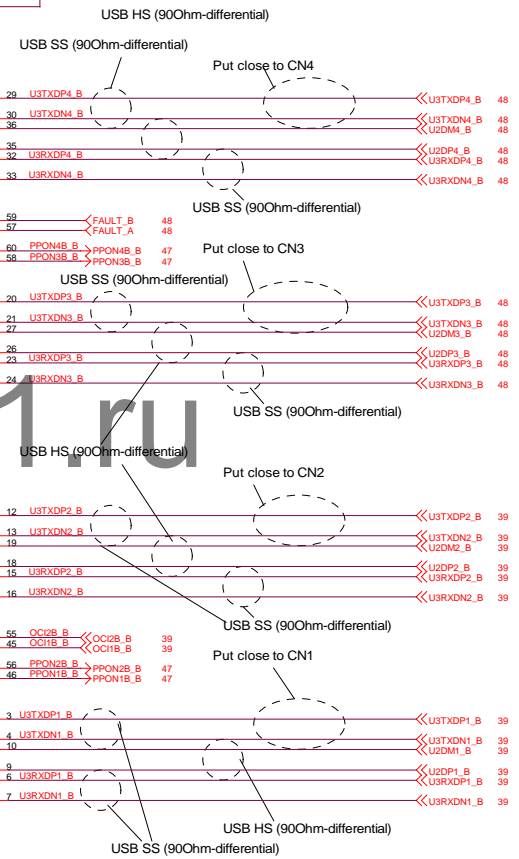 USB HS (90Ohm-differential)
USB SS (90Ohm-differential)
Put close to CN4
29 U3TXDP4_B U3TXDP4_B 48
30 U3TXDN4_B U3TXDN4_B 48
36 U2DM4_B 48
35 U2DP4_B 48
32 U3RXDP4_B U3RXDP4_B 48
33 U3RXDN4_B U3RXDN4_B 48
USB SS (90Ohm-differential)
59 FAULT_B 48
57 FAULT_A 48
60 PPON4B_B PPON4B_B 47
58 PPON3B_B PPON3B_B 47
Put close to CN3
USB SS (90Ohm-differential)
20 U3TXDP3_B U3TXDP3_B 48
21 U3TXDN3_B U3TXDN3_B 48
27 U2DM3_B 48
26 U2DP3_B 48
23 U3RXDP3_B U3RXDP3_B 48
24 U3RXDN3_B U3RXDN3_B 48
1.ru
USB SS (90Ohm-differential)
USB HS (90Ohm-differential)
Put close to CN2
12 U3TXDP2_B U3TXDP2_B 39
13 U3TXDN2_B U3TXDN2_B 39
19 U2DM2_B 39
18 U2DP2_B 39
15 U3RXDP2_B U3RXDP2_B 39
16 U3RXDN2_B U3RXDN2_B 39
USB SS (90Ohm-differential)
55 OCI2B_B OCI2B_B 39
45 OCI1B_B OCI1B_B 39
56 PPON2B_B PPON2B_B 47
46 PPON1B_B PPON1B_B 47
Put close to CN1
3 U3TXDP1_B U3TXDP1_B 39
4 U3TXDN1_B U3TXDN1_B 39
10 U2DM1_B 39
9 U2DP1_B 39
6 U3RXDP1_B U3RXDP1_B 39
7 U3RXDN1_B U3RXDN1_B 39
USB HS (90Ohm-differential)
USB SS (90Ohm-differential)